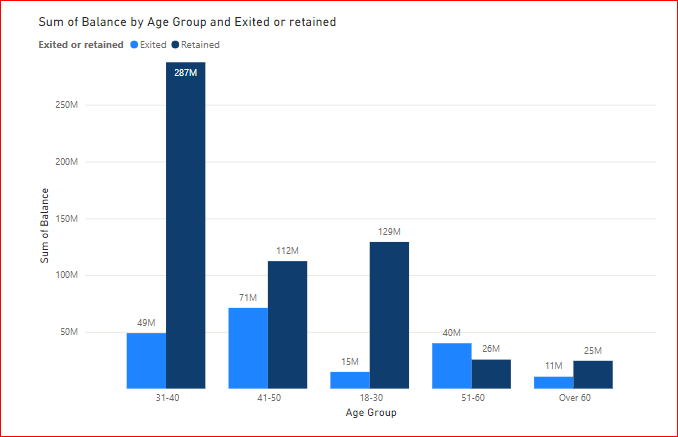 Sum of Balance by Age Group and Exited or retained
Exited or retained Exited Retained
287M
250M
200M
150M
129M
112M
100M
71M
49M
50M
40M
26M
25M
15M
11M
Sum of Balance
31-40 41-50 18-30 51-60 Over 60
Age Group